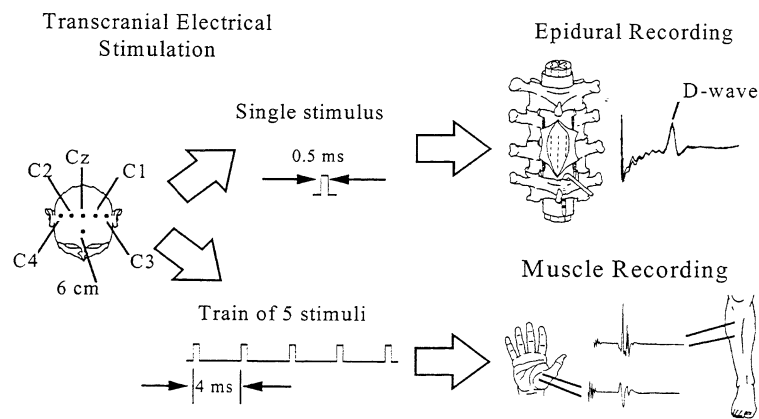 Transcranial Electrical
Stimulation
Epidural Recording
D-wave
Single stimulus
0.5 ms
Cz
C2
C1
C4
C3
6 cm
Muscle Recording
Train of 5 stimuli
4 ms